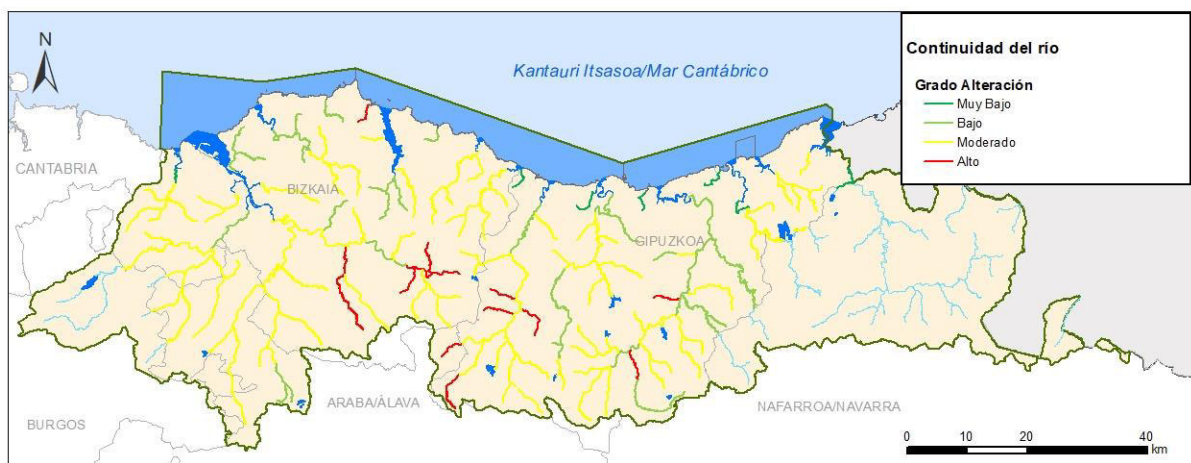 N
Kantauri Itsasoa/Mar Cantábrico
Continuidad del río
Grado Alteración
Muy Bajo
Bajo
Moderado
Alto
CANTABRIA
BIZKAIA
GIPUZKOA
ARABA/ÀLAVA
NAFARROA/NAVARRA
BURGOS
0 10 20 40
km